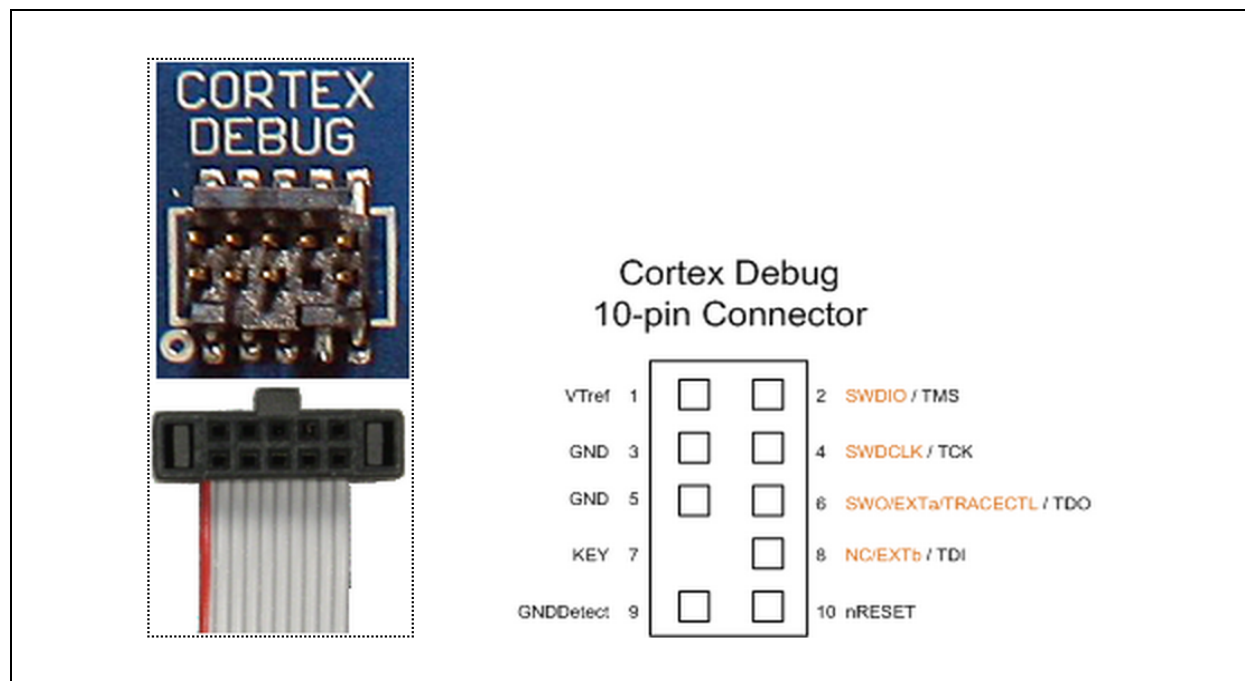 CORTEX
DEBUG
Cortex Debug
10-pin Connector
VTref 1 2 SWDIO / TMS
GND 3 4 SWDCLK / TCK
GND 5 6 SWO/EXTa/TRACECTL / TDO
KEY 7 8 NC/EXTb / TDI
GNDDetect 9 10 nRESET